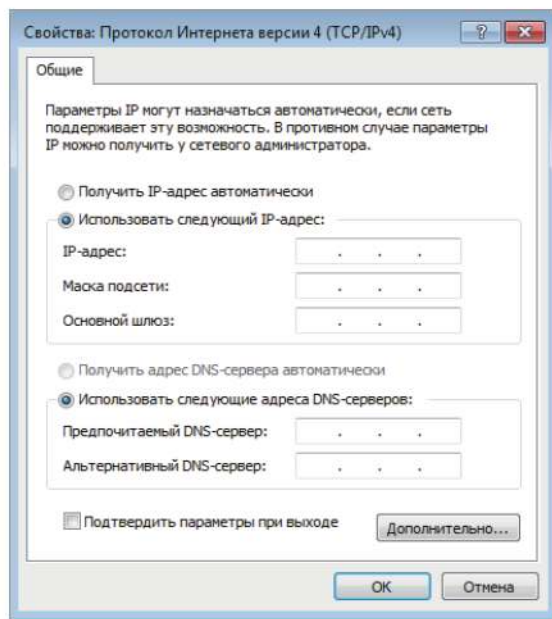 Свойства: Протокол Интернета версии 4 (TCP/IPv4)
?
Общие
Параметры IP могут назначаться автоматически, если сеть
поддерживает эту возможность. В противном случае параметры
IP можно получить у сетевого администратора.
Получить IP-адрес автоматически
Использовать следующий IP-адрес:
IP-адрес: . . .
Маска подсети: . . .
Основной шлюз: . . .
Получить адрес DNS-сервера автоматически
Использовать следующие адреса DNS-серверов:
Предпочитаемый DNS-сервер: . . .
Альтернативный DNS-сервер: . . .
Подтвердить параметры при выходе
Дополнительно...
ОК Отмена